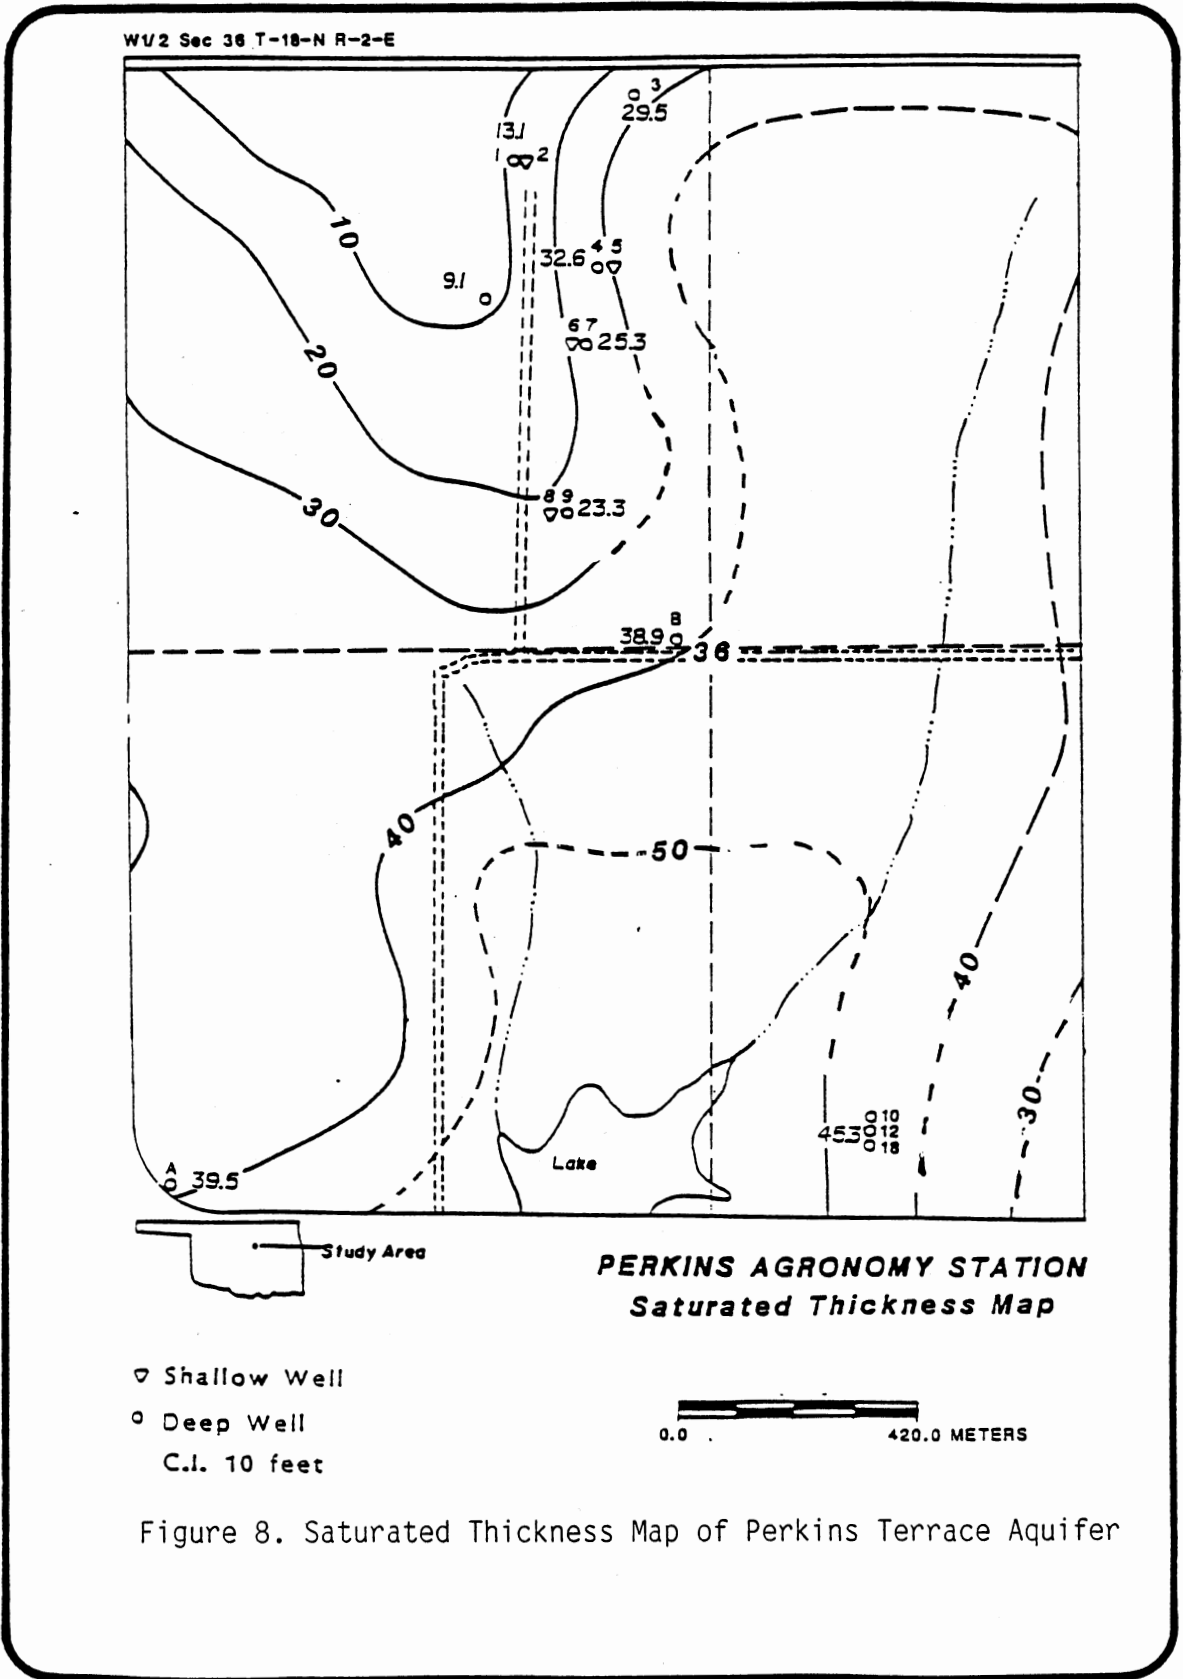 W1/2 Sec 36 T-18-N R-2-E
3
29.5
13.1
2
10
4 5
32.6
9.1
6 7
25.3
20
8 9
23.3
30
B
38.9
36
40
50
40
30
10
45.3 12
18
A
39.5
Lake
Study Area
PERKINS AGRONOMY STATION
Saturated Thickness Map
Shallow Well
Deep Well
C.I. 10 feet
0.0 420.0 METERS
Figure 8. Saturated Thickness Map of Perkins Terrace Aquifer